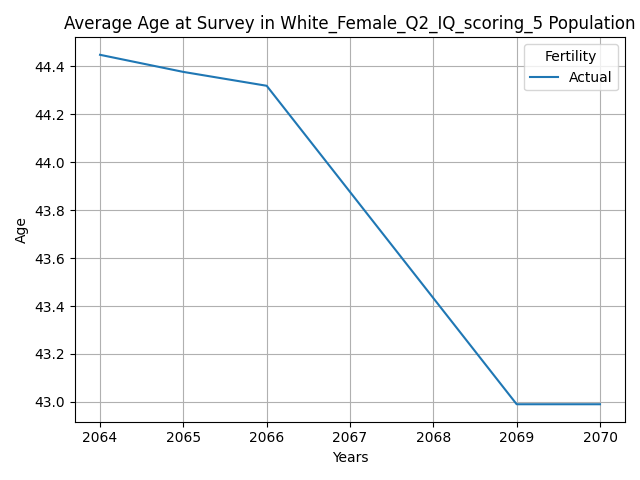 Average Age at Survey in White_Female_Q2_IQ_scoring_5 Population
Fertility
Actual
44.4
44.2
44.0
43.8
43.6
43.4
43.2
43.0
Age
2064 2065 2066 2067 2068 2069 2070
Years